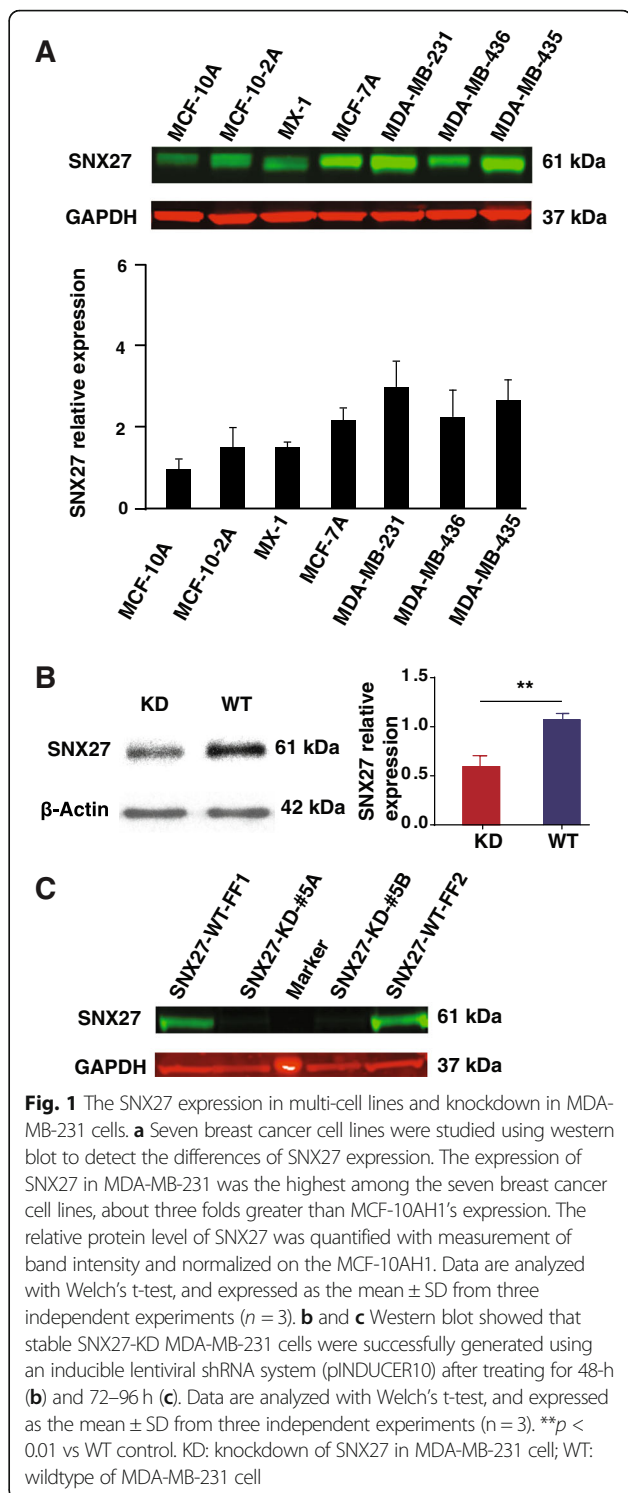 A
MCF-10A
MCF-10-2A
MX-1
MCF-7A
MDA-MB-231
MDA-MB-436
MDA-MB-435
SNX27
61 kDa
GAPDH
37 kDa
SNX27 relative expression
6
4
2
0
MCF-10A
MCF-10-2A
MX-1
MCF-7A
MDA-MB-231
MDA-MB-436
MDA-MB-435
B
KD WT
SNX27
61 kDa
β-Actin
42 kDa
SNX27 relative
expression
1.5
1.0
0.5
0.0
**
KD WT
C
SNX27-WT-FF1
SNX27-KD-#5A
Marker
SNX27-KD-#5B
SNX27-WT-FF2
SNX27
61 kDa
GAPDH
37 kDa
Fig. 1 The SNX27 expression in multi-cell lines and knockdown in MDA-
MB-231 cells. a Seven breast cancer cell lines were studied using western
blot to detect the differences of SNX27 expression. The expression of
SNX27 in MDA-MB-231 was the highest among the seven breast cancer
cell lines, about three folds greater than MCF-10AH1's expression. The
relative protein level of SNX27 was quantified with measurement of
band intensity and normalized on the MCF-10AH1. Data are analyzed
with Welch's t-test, and expressed as the mean ± SD from three
independent experiments (n = 3). b and c Western blot showed that
stable SNX27-KD MDA-MB-231 cells were successfully generated using
an inducible lentiviral shRNA system (pINDUCER10) after treating for 48-h
(b) and 72–96 h (c). Data are analyzed with Welch's t-test, and expressed
as the mean ± SD from three independent experiments (n = 3). **p <
0.01 vs WT control. KD: knockdown of SNX27 in MDA-MB-231 cell; WT:
wildtype of MDA-MB-231 cell